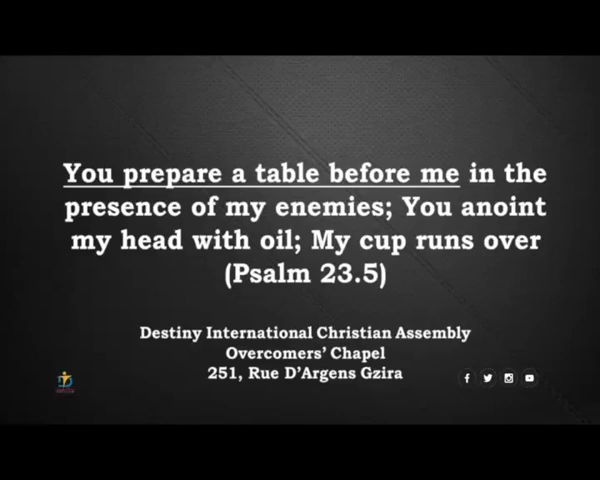 You prepare a table before me in the
presence of my enemies; You anoint
my head with oil; My cup runs over
(Psalm 23.5)
Destiny International Christian Assembly
Overcomers' Chapel
251, Rue D'Argens Gzira